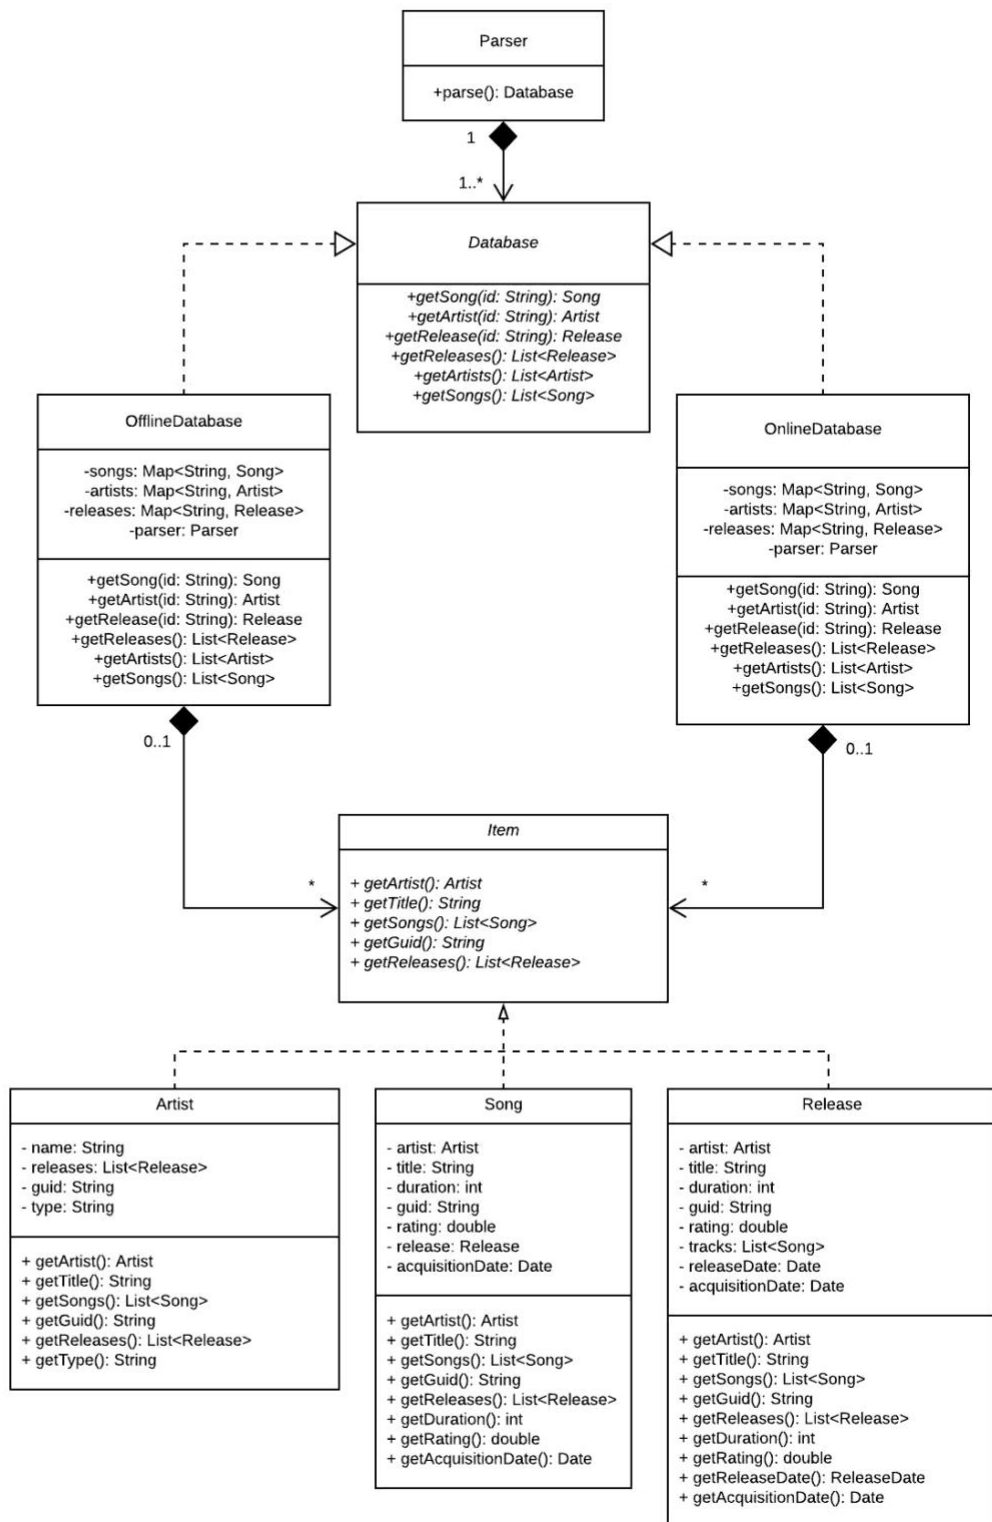 Parser
+parse(): Database
1
1..*
Database
+getSong(id: String): Song
+getArtist(id: String): Artist
+getRelease(id: String): Release
+getReleases(): List<Release>
+getArtists(): List<Artist>
+getSongs(): List<Song>
OfflineDatabase
-songs: Map<String, Song>
-artists: Map<String, Artist>
-releases: Map<String, Release>
-parser: Parser
+getSong(id: String): Song
+getArtist(id: String): Artist
+getRelease(id: String): Release
+getReleases(): List<Release>
+getArtists(): List<Artist>
+getSongs(): List<Song>
0..1
OnlineDatabase
-songs: Map<String, Song>
-artists: Map<String, Artist>
-releases: Map<String, Release>
-parser: Parser
+getSong(id: String): Song
+getArtist(id: String): Artist
+getRelease(id: String): Release
+getReleases(): List<Release>
+getArtists(): List<Artist>
+getSongs(): List<Song>
0..1
*
*
Item
+ getArtist(): Artist
+ getTitle(): String
+ getSongs(): List<Song>
+ getGuid(): String
+ getReleases(): List<Release>
Artist
- name: String
- releases: List<Release>
- guid: String
- type: String
+ getArtist(): Artist
+ getTitle(): String
+ getSongs(): List<Song>
+ getGuid(): String
+ getReleases(): List<Release>
+ getType(): String
Song
- artist: Artist
- title: String
- duration: int
- guid: String
- rating: double
- release: Release
- acquisitionDate: Date
+ getArtist(): Artist
+ getTitle(): String
+ getSongs(): List<Song>
+ getGuid(): String
+ getReleases(): List<Release>
+ getDuration(): int
+ getRating(): double
+ getAcquisitionDate(): Date
Release
- artist: Artist
- title: String
- duration: int
- guid: String
- rating: double
- tracks: List<Song>
- releaseDate: Date
- acquisitionDate: Date
+ getArtist(): Artist
+ getTitle(): String
+ getSongs(): List<Song>
+ getGuid(): String
+ getReleases(): List<Release>
+ getDuration(): int
+ getRating(): double
+ getReleaseDate(): ReleaseDate
+ getAcquisitionDate(): Date